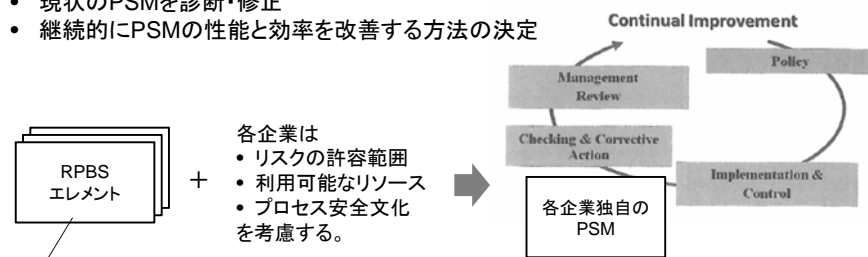 • 現状のPSMを診断・修正
• 継続的にPSMの性能と効率を改善する方法の決定
Continual Improvement
Policy
Management
Review
Checking & Corrective
Action
Implementation &
Control
RPBS
エレメント
+
各企業は
• リスクの許容範囲
• 利用可能なリソース
• プロセス安全文化
を考慮する。
各企業独自の
PSM